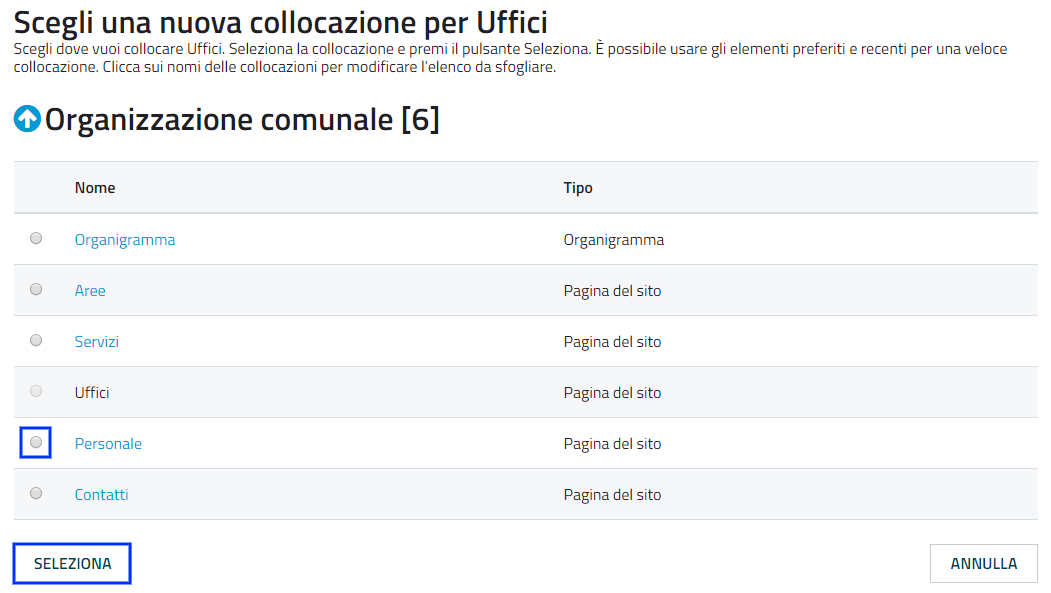 Scegli una nuova collocazione per Uffici
Scegli dove vuoi collocare Uffici. Seleziona la collocazione e premi il pulsante Seleziona. È possibile usare gli elementi preferiti e recenti per una veloce
collocazione. Clicca sui nomi delle collocazioni per modificare l'elenco da sfogliare.
Organizzazione comunale [6]
Nome Tipo
Organigramma Organigramma
Aree Pagina del sito
Servizi Pagina del sito
Uffici Pagina del sito
Personale Pagina del sito
Contatti Pagina del sito
SELEZIONA ANNULLA